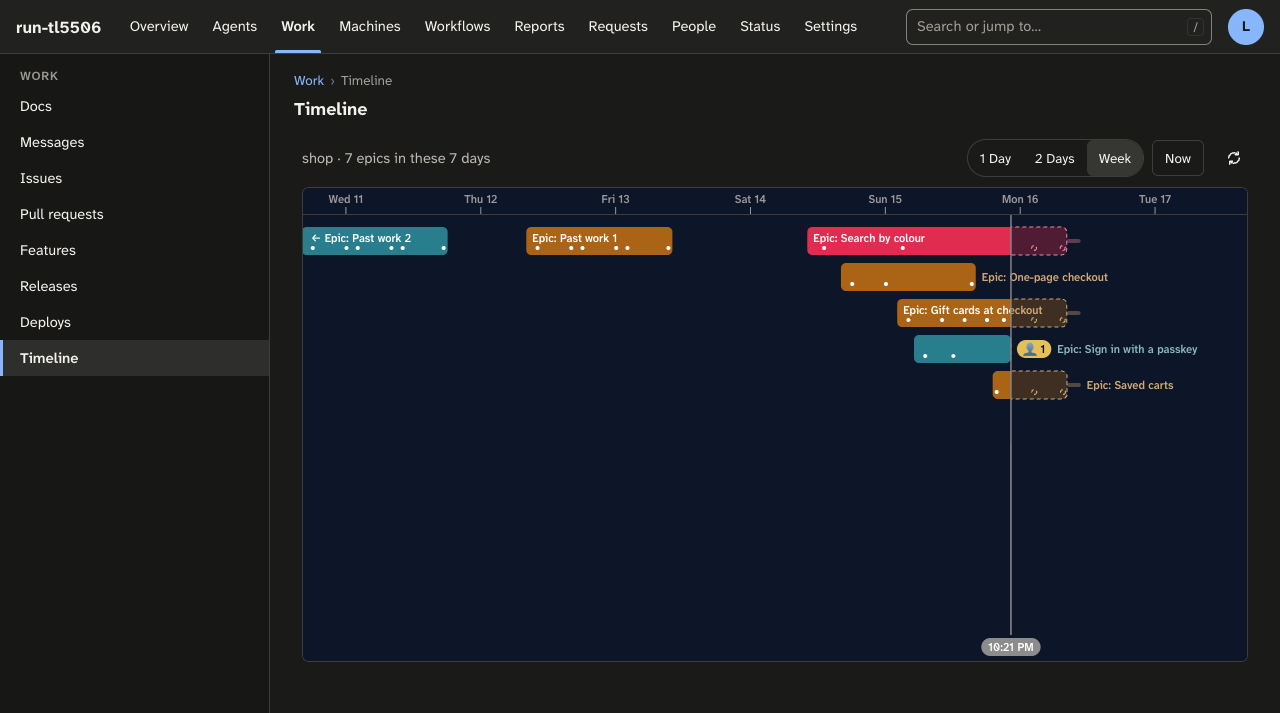 run-tl5506 Overview Agents Work Machines Workflows Reports Requests People Status Settings Search or jump to... / L
WORK
Docs
Messages
Issues
Pull requests
Features
Releases
Deploys
Timeline
Work › Timeline
Timeline
shop · 7 epics in these 7 days
1 Day 2 Days Week Now
Wed 11 Thu 12 Fri 13 Sat 14 Sun 15 Mon 16 Tue 17
← Epic: Past work 2 Epic: Past work 1 Epic: Search by colour
Epic: One-page checkout
Epic: Gift cards at checkout
1 Epic: Sign in with a passkey
Epic: Saved carts
10:21 PM